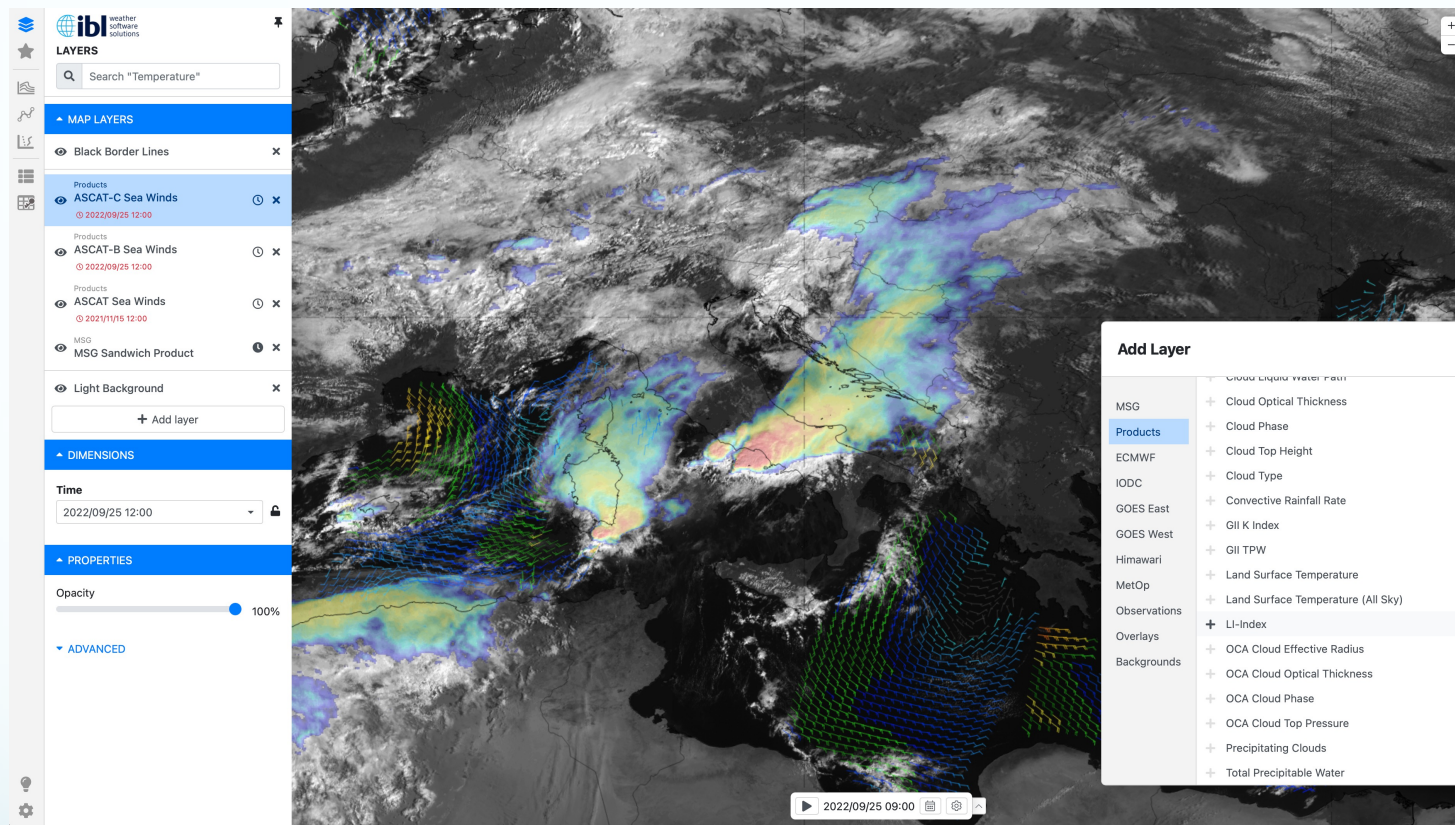 ibl weather
software
solutions
LAYERS
Search "Temperature"
MAP LAYERS
Black Border Lines
Products
ASCAT-C Sea Winds
2022/09/25 12:00
Products
ASCAT-B Sea Winds
2022/09/25 12:00
Products
ASCAT Sea Winds
2021/11/15 12:00
MSG
MSG Sandwich Product
Light Background
+ Add layer
DIMENSIONS
Time
2022/09/25 12:00
PROPERTIES
Opacity
100%
ADVANCED
2022/09/25 09:00
Add Layer
MSG
Products
ECMWF
IODC
GOES East
GOES West
Himawari
MetOp
Observations
Overlays
Backgrounds
Cloud Liquid Water Path
Cloud Optical Thickness
Cloud Phase
Cloud Top Height
Cloud Type
Convective Rainfall Rate
GII K Index
GII TPW
Land Surface Temperature
Land Surface Temperature (All Sky)
LI-Index
OCA Cloud Effective Radius
OCA Cloud Optical Thickness
OCA Cloud Phase
OCA Cloud Top Pressure
Precipitating Clouds
Total Precipitable Water